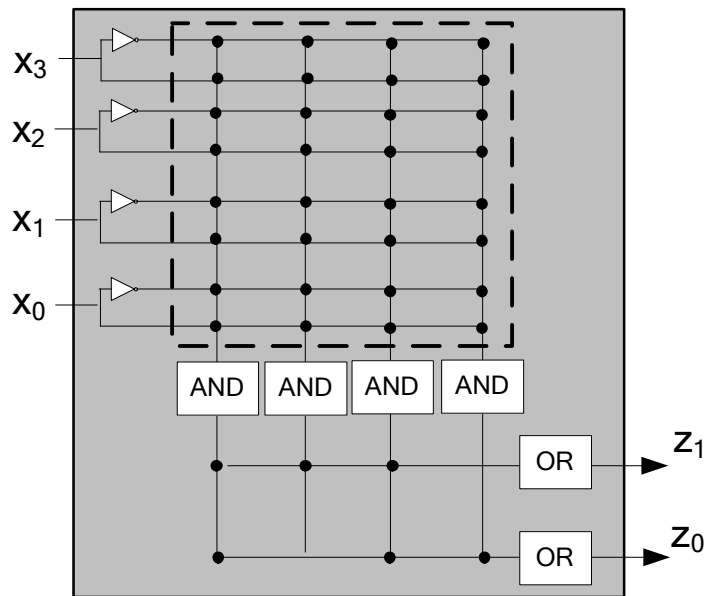 x₃
x₂
x₁
x₀
AND AND AND AND
OR z₁
OR z₀